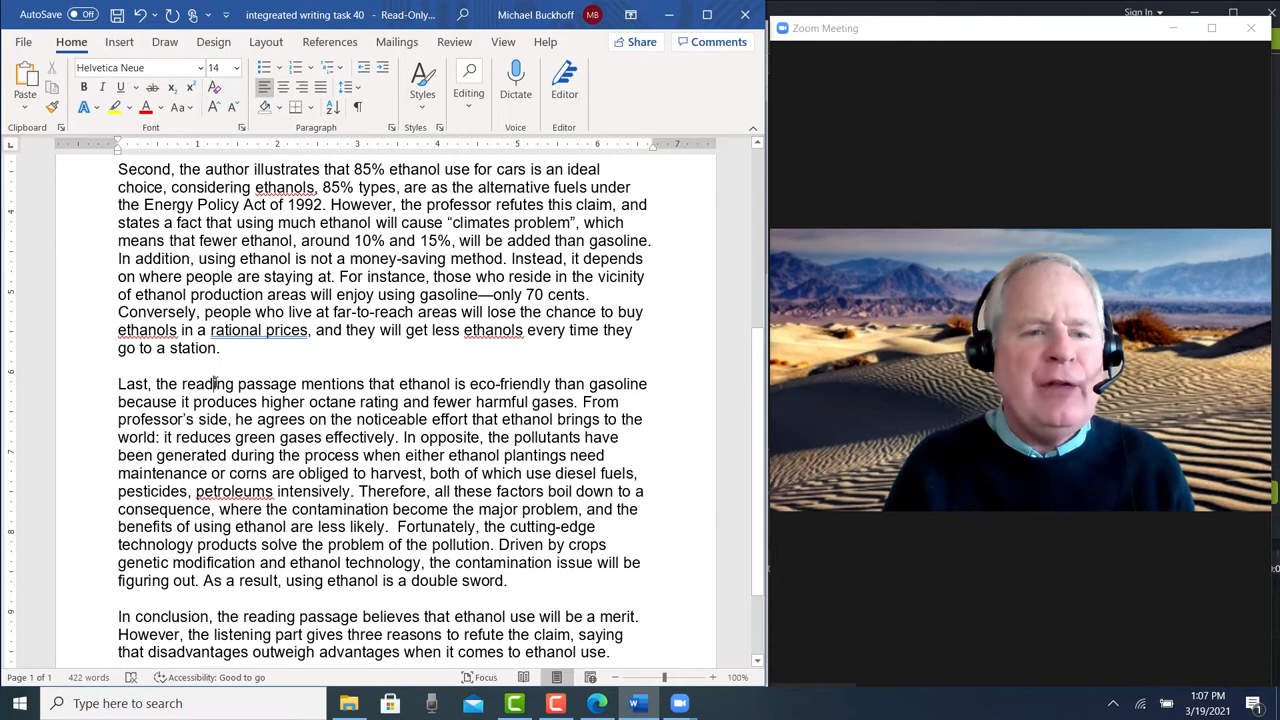 AutoSave Off integrated writing task 40 - Read-Only... Michael Buckhoff MB
Sign In
Zoom Meeting
File Home Insert Draw Design Layout References Mailings Review View Help Share Comments
Helvetica Neue 14
Paste Styles Editing Dictate Editor
Clipboard Font Paragraph Styles Voice Editor
1 2 3 4 5 6 7
Second, the author illustrates that 85% ethanol use for cars is an ideal
choice, considering ethanols, 85% types, are as the alternative fuels under
the Energy Policy Act of 1992. However, the professor refutes this claim, and
states a fact that using much ethanol will cause “climates problem”, which
means that fewer ethanol, around 10% and 15%, will be added than gasoline.
In addition, using ethanol is not a money-saving method. Instead, it depends
on where people are staying at. For instance, those who reside in the vicinity
of ethanol production areas will enjoy using gasoline—only 70 cents.
Conversely, people who live at far-to-reach areas will lose the chance to buy
ethanols in a rational prices, and they will get less ethanols every time they
go to a station.
Last, the reading passage mentions that ethanol is eco-friendly than gasoline
because it produces higher octane rating and fewer harmful gases. From
professor’s side, he agrees on the noticeable effort that ethanol brings to the
world: it reduces green gases effectively. In opposite, the pollutants have
been generated during the process when either ethanol plantings need
maintenance or corns are obliged to harvest, both of which use diesel fuels,
pesticides, petroleums intensively. Therefore, all these factors boil down to a
consequence, where the contamination become the major problem, and the
benefits of using ethanol are less likely. Fortunately, the cutting-edge
technology products solve the problem of the pollution. Driven by crops
genetic modification and ethanol technology, the contamination issue will be
figuring out. As a result, using ethanol is a double sword.
In conclusion, the reading passage believes that ethanol use will be a merit.
However, the listening part gives three reasons to refute the claim, saying
that disadvantages outweigh advantages when it comes to ethanol use.
Page 1 of 1 422 words Accessibility: Good to go Focus 100%
Type here to search
1:07 PM
3/19/2021